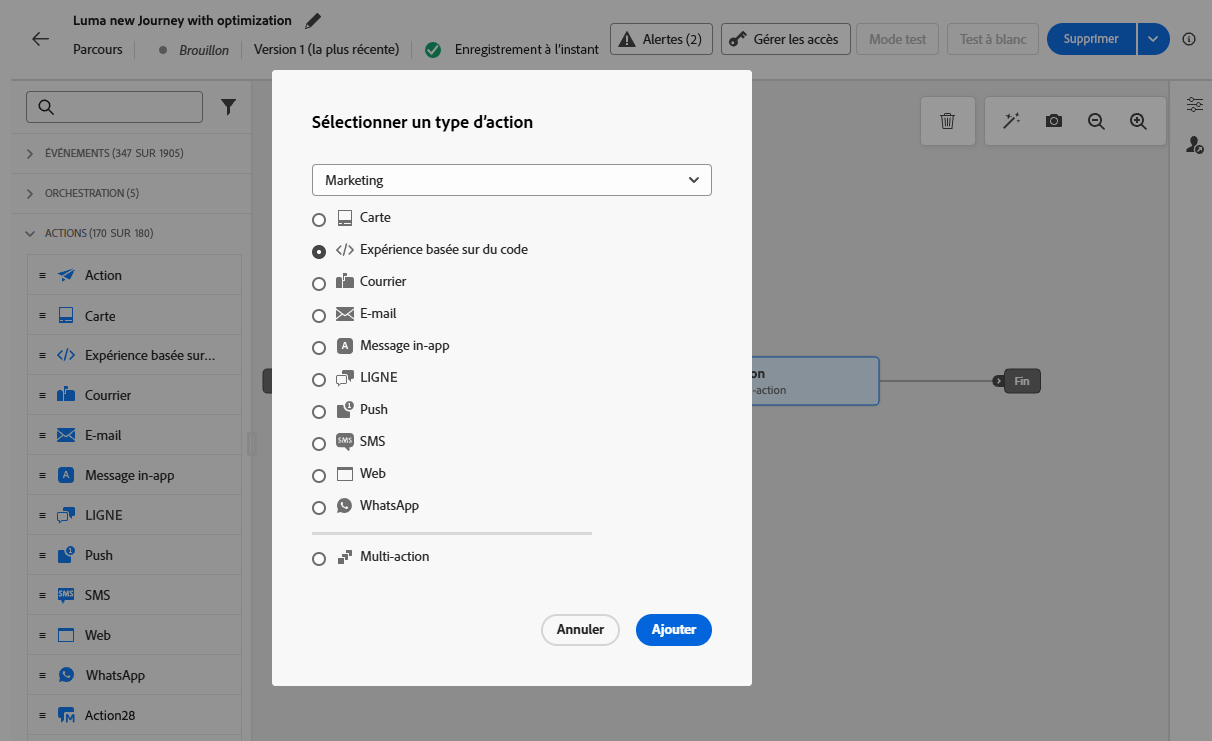 Luma new Journey with optimization
Parcours
Brouillon
Version 1 (la plus récente)
Enregistrement à l'instant
Alertes (2)
Gérer les accès
Mode test
Test à blanc
Supprimer
ÉVÉNEMENTS (347 SUR 1905)
ORCHESTRATION (5)
ACTIONS (170 SUR 180)
Action
Carte
Expérience basée sur...
Courrier
E-mail
Message in-app
LIGNE
Push
SMS
SMS
Web
WhatsApp
Action28
Sélectionner un type d'action
Marketing
Carte
Expérience basée sur du code
Courrier
E-mail
Message in-app
LIGNE
Push
SMS
SMS
Web
WhatsApp
Multi-action
Annuler
Ajouter
on
-action
Fin